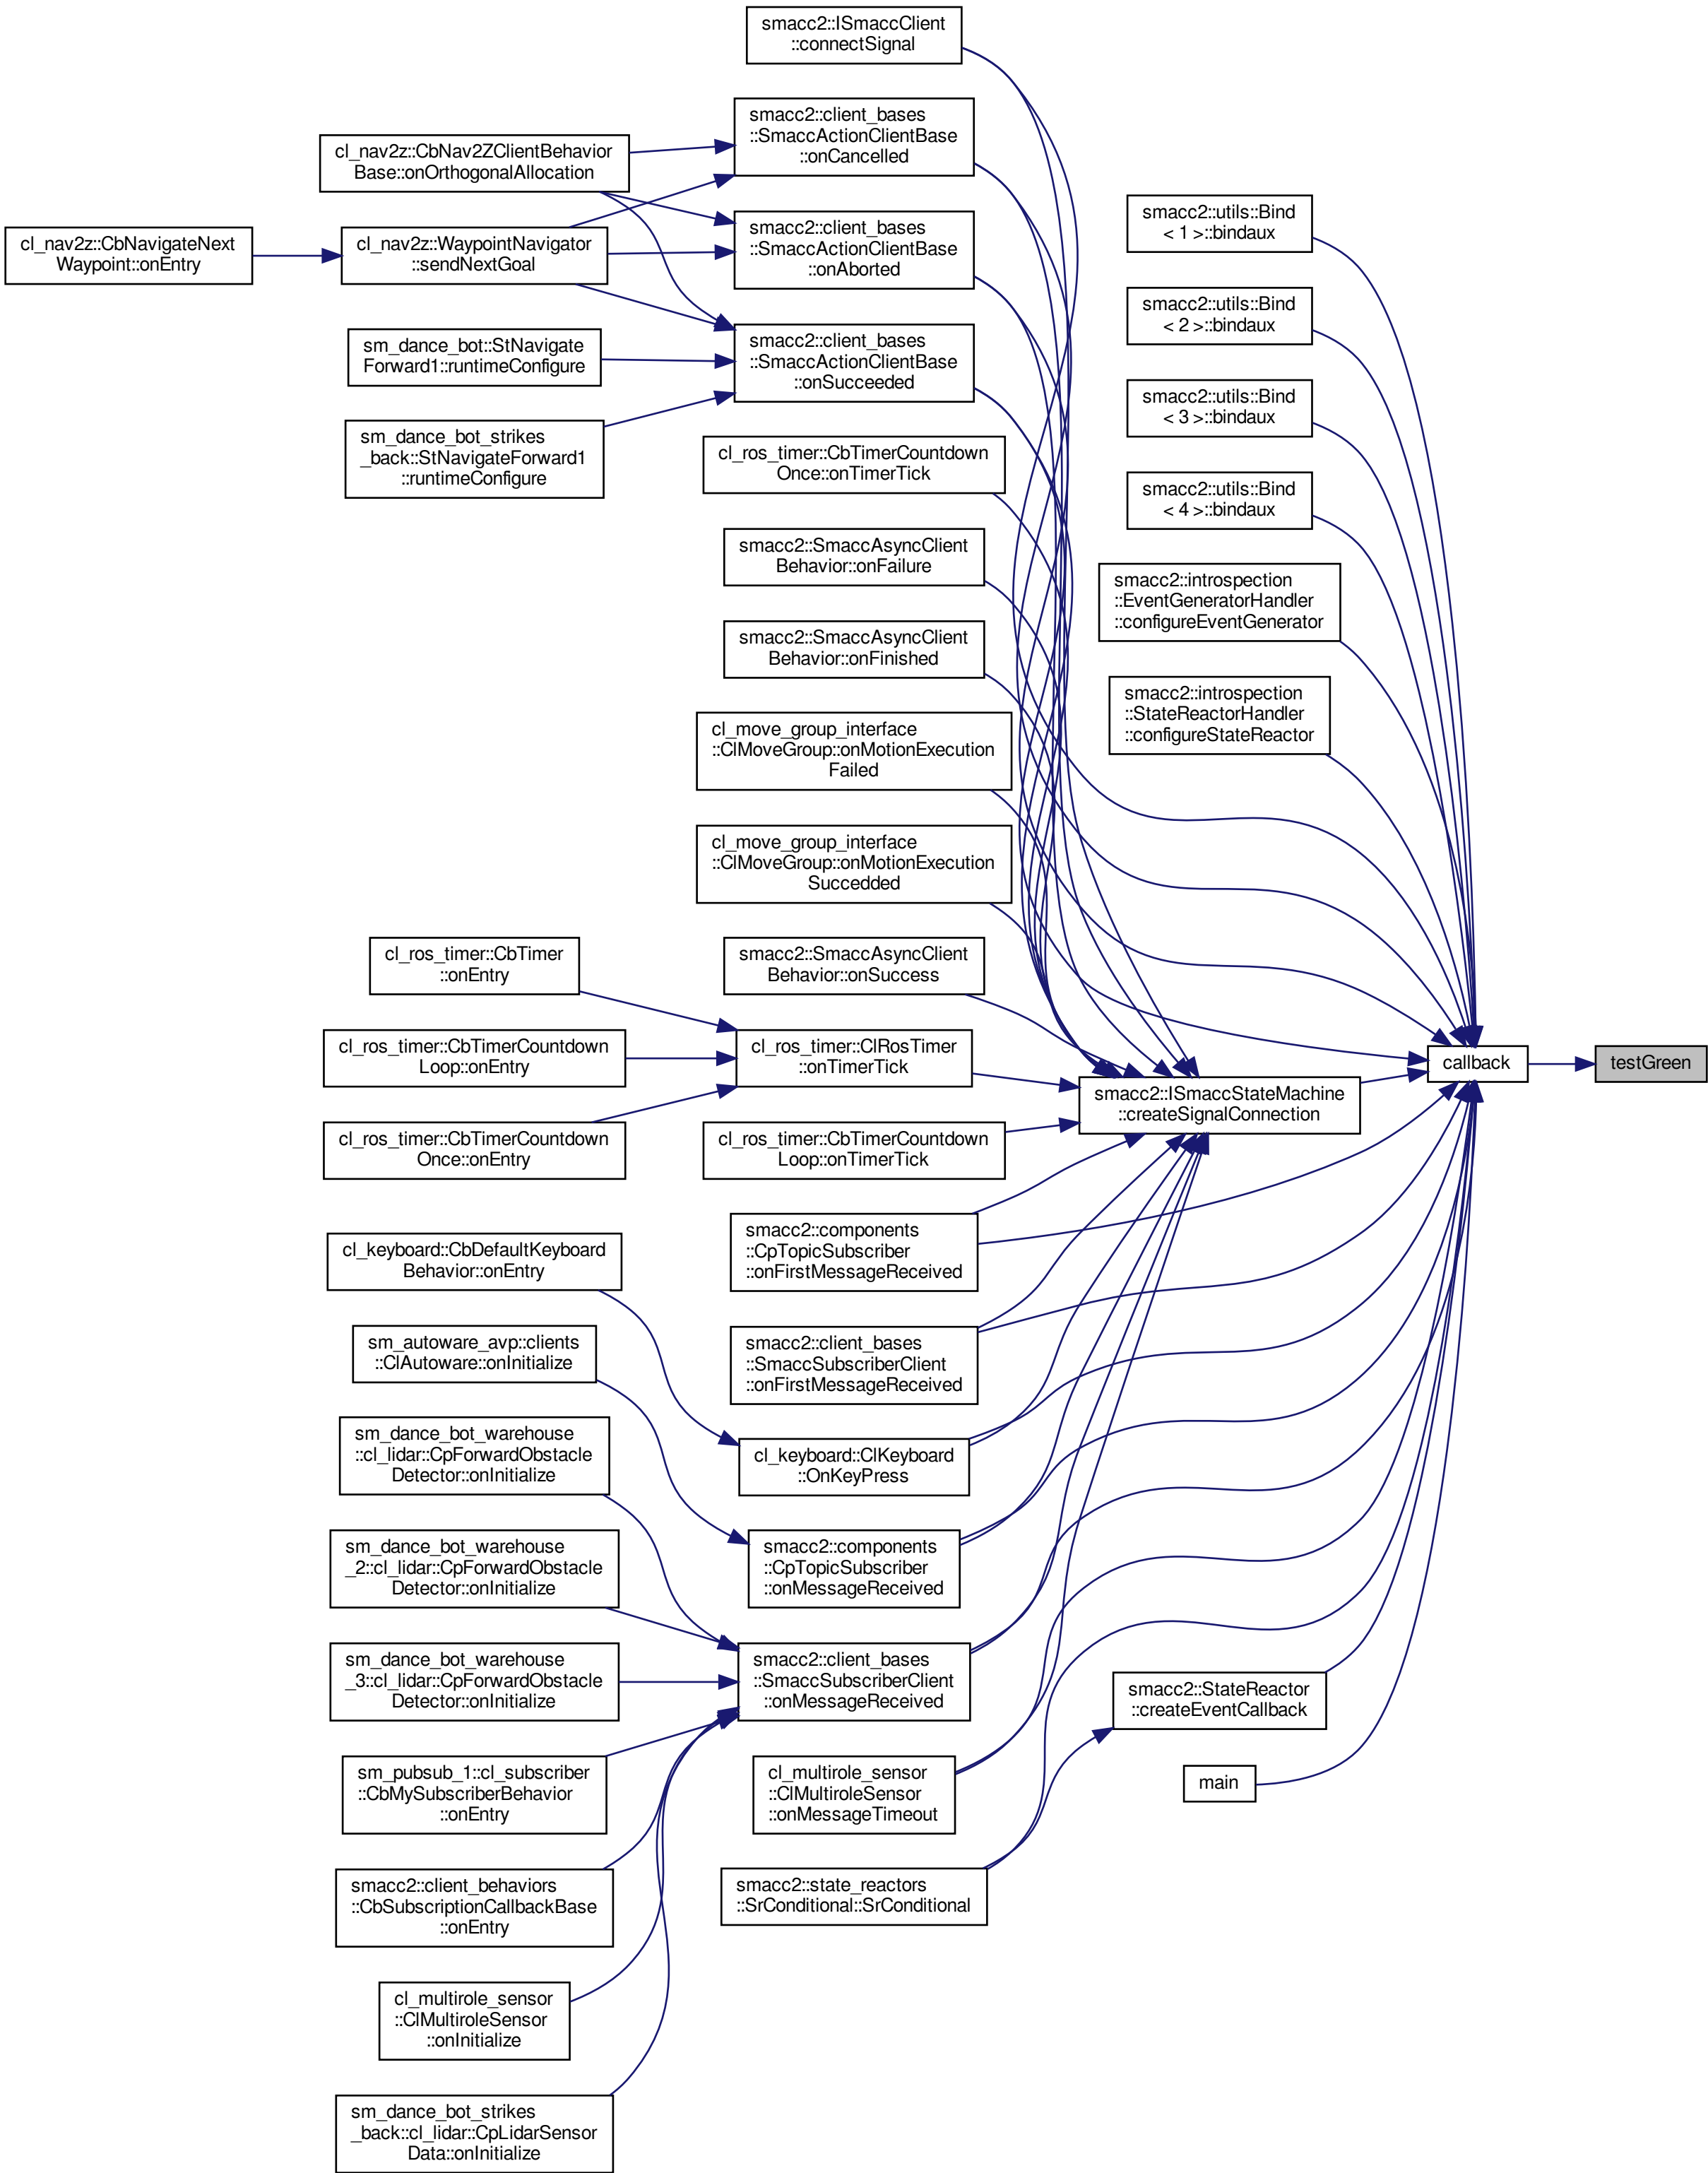 smacc2::ISmaccClient
::connectSignal
smacc2::client_bases
::SmaccActionClientBase
::onCancelled
cl_nav2z::CbNav2ZClientBehavior
Base::onOrthogonalAllocation
smacc2::client_bases
::SmaccActionClientBase
::onAborted
cl_nav2z::CbNavigateNext
Waypoint::onEntry
cl_nav2z::WaypointNavigator
::sendNextGoal
smacc2::client_bases
::SmaccActionClientBase
::onSucceeded
sm_dance_bot::StNavigate
Forward1::runtimeConfigure
sm_dance_bot_strikes
_back::StNavigateForward1
::runtimeConfigure
cl_ros_timer::CbTimerCountdown
Once::onTimerTick
smacc2::SmaccAsyncClient
Behavior::onFailure
smacc2::SmaccAsyncClient
Behavior::onFinished
cl_move_group_interface
::ClMoveGroup::onMotionExecution
Failed
cl_move_group_interface
::ClMoveGroup::onMotionExecution
Succedded
smacc2::SmaccAsyncClient
Behavior::onSuccess
cl_ros_timer::CbTimer
::onEntry
cl_ros_timer::CbTimerCountdown
Loop::onEntry
cl_ros_timer::ClRosTimer
::onTimerTick
cl_ros_timer::CbTimerCountdown
Once::onEntry
cl_ros_timer::CbTimerCountdown
Loop::onTimerTick
smacc2::components
::CpTopicSubscriber
::onFirstMessageReceived
cl_keyboard::CbDefaultKeyboard
Behavior::onEntry
smacc2::client_bases
::SmaccSubscriberClient
::onFirstMessageReceived
sm_autoware_avp::clients
::ClAutoware::onInitialize
cl_keyboard::ClKeyboard
::OnKeyPress
sm_dance_bot_warehouse
::cl_lidar::CpForwardObstacle
Detector::onInitialize
smacc2::components
::CpTopicSubscriber
::onMessageReceived
sm_dance_bot_warehouse
_2::cl_lidar::CpForwardObstacle
Detector::onInitialize
smacc2::client_bases
::SmaccSubscriberClient
::onMessageReceived
sm_dance_bot_warehouse
_3::cl_lidar::CpForwardObstacle
Detector::onInitialize
sm_pubsub_1::cl_subscriber
::CbMySubscriberBehavior
::onEntry
cl_multirole_sensor
::ClMultiroleSensor
::onMessageTimeout
smacc2::client_behaviors
::CbSubscriptionCallbackBase
::onEntry
smacc2::state_reactors
::SrConditional::SrConditional
cl_multirole_sensor
::ClMultiroleSensor
::onInitialize
sm_dance_bot_strikes
_back::cl_lidar::CpLidarSensor
Data::onInitialize
smacc2::utils::Bind
< 1 >::bindaux
smacc2::utils::Bind
< 2 >::bindaux
smacc2::utils::Bind
< 3 >::bindaux
smacc2::utils::Bind
< 4 >::bindaux
smacc2::introspection
::EventGeneratorHandler
::configureEventGenerator
smacc2::introspection
::StateReactorHandler
::configureStateReactor
smacc2::ISmaccStateMachine
::createSignalConnection
callback
testGreen
smacc2::StateReactor
::createEventCallback
main